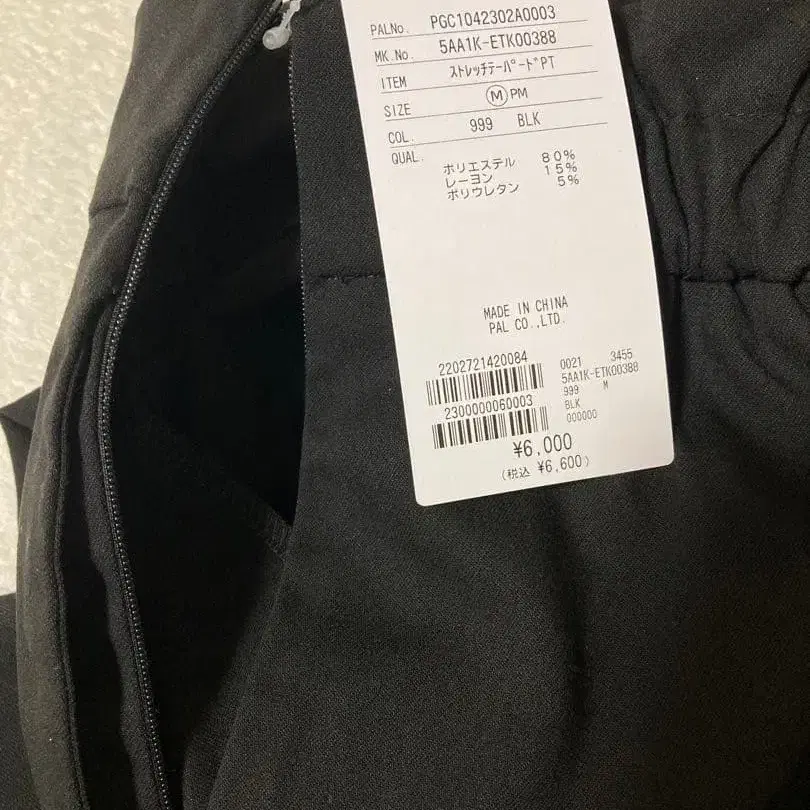 PALNo. PGC1042302A0003
MK.No. 5AA1K-ETK00388
ITEM ｽﾄﾚｯﾁﾃｰﾊﾟｰﾄﾞPT
SIZE Ⓜ PM
COL. 999 BLK
QUAL.
ポリエステル 80%
レーヨン 15%
ポリウレタン 5%
MADE IN CHINA
PAL CO.,LTD.
2202721420084
2300000060003
0021 3455
5AA1K-ETK00388
999 M
BLK
000000
¥6,000
(税込 ¥6,600)